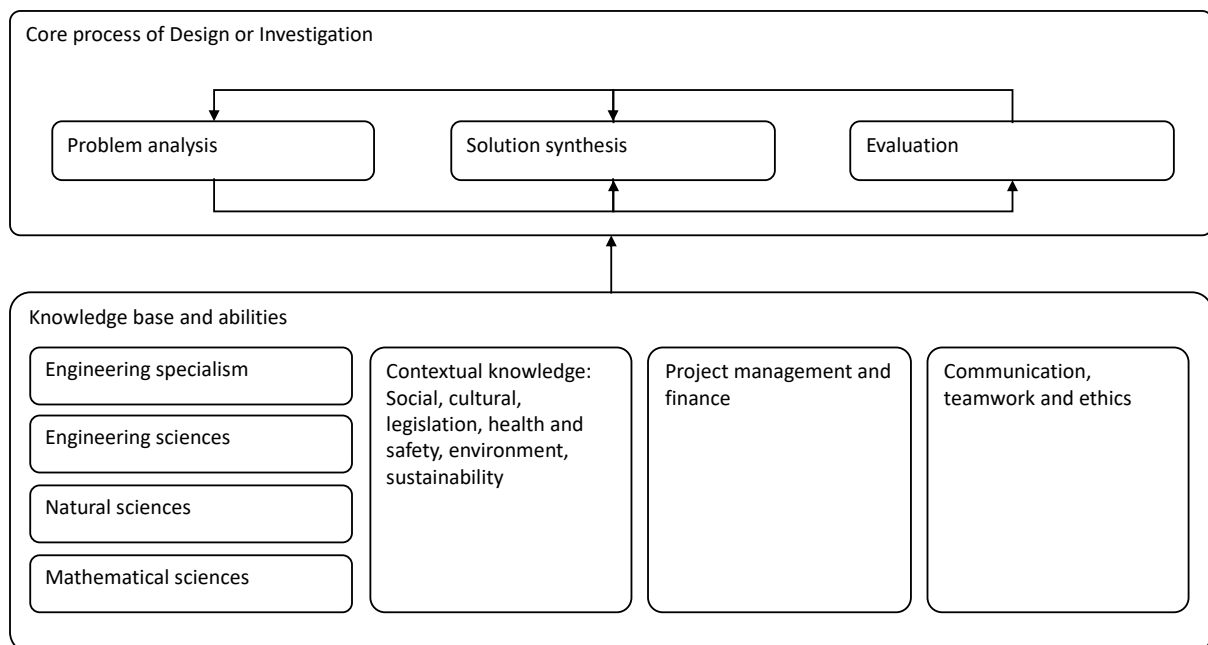 Core process of Design or Investigation
Problem analysis
Solution synthesis
Evaluation
Knowledge base and abilities
Engineering specialism
Engineering sciences
Natural sciences
Mathematical sciences
Contextual knowledge:
Social, cultural,
legislation, health and
safety, environment,
sustainability
Project management and
finance
Communication,
teamwork and ethics